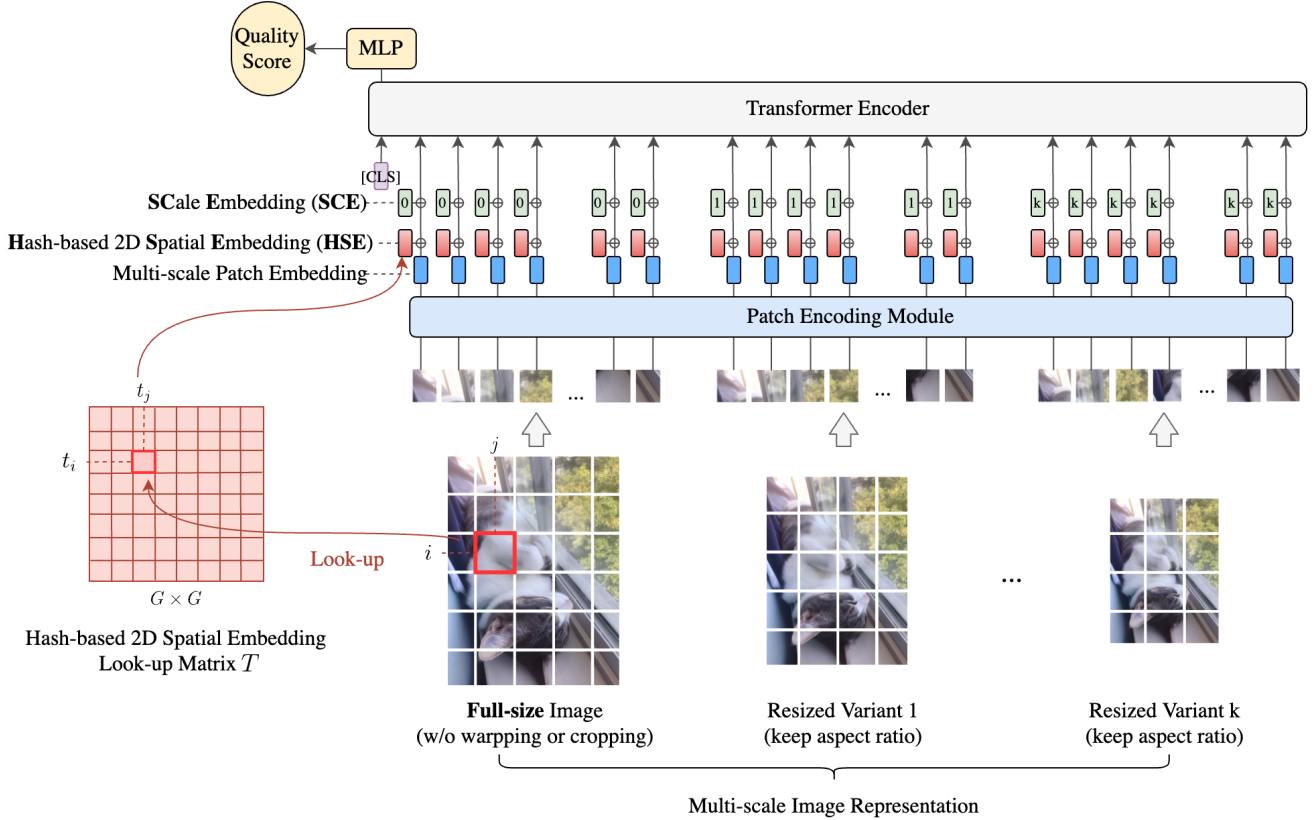 Quality
Score
MLP
Transformer Encoder
[CLS]
SCale Embedding (SCE)
0 0 0 0 0 0 1 1 1 1 1 1 k k k k k k
Hash-based 2D Spatial Embedding (HSE)
Multi-scale Patch Embedding
Patch Encoding Module
... ... ...
t_j
t_i
j
i
Look-up
G × G
Hash-based 2D Spatial Embedding
Look-up Matrix T
...
Full-size Image
(w/o warpping or cropping)
Resized Variant 1
(keep aspect ratio)
Resized Variant k
(keep aspect ratio)
Multi-scale Image Representation